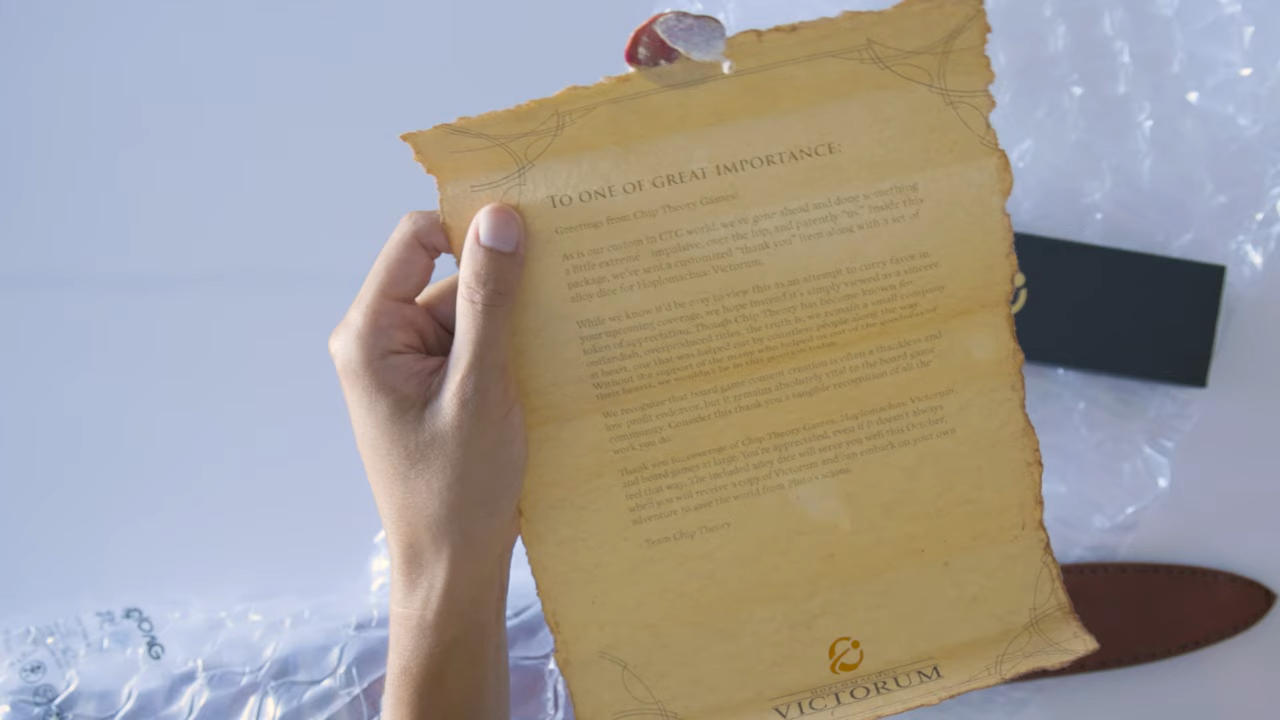 TO ONE OF GREAT IMPORTANCE:
Greetings from Chip Theory Games!
As is our custom in CTG world, we've gone ahead and done something
a little extreme - impulsive, over the top, and patently "us." Inside this
package, we've sent a customized "thank you" item along with a set of
alloy dice for Hoplomachus: Victorum.
While we know it'd be easy to view this as an attempt to curry favor in
your upcoming coverage, we hope instead it's simply viewed as a sincere
token of appreciation. Though Chip Theory has become known for
outlandish, overproduced titles, the truth is, we remain a small company
at heart, one that was helped out by countless people along the way.
Without the support of the many who helped us out of the goodness of
their hearts, we wouldn't be in this position today.
We recognize that board game content creation is often a thankless and
low profit endeavor, but it remains absolutely vital to the board game
community. Consider this thank you a tangible recognition of all the
work you do.
Thank you for coverage of Chip Theory Games, Hoplomachus: Victorum,
and board games at large. You're appreciated, even if it doesn't always
feel that way. The included alloy dice will serve you well this October,
when you will receive a copy of Victorum and can embark on your own
adventure to save the world from Pluto's scions.
Team Chip Theory
HOPLOMACHUS
VICTORUM